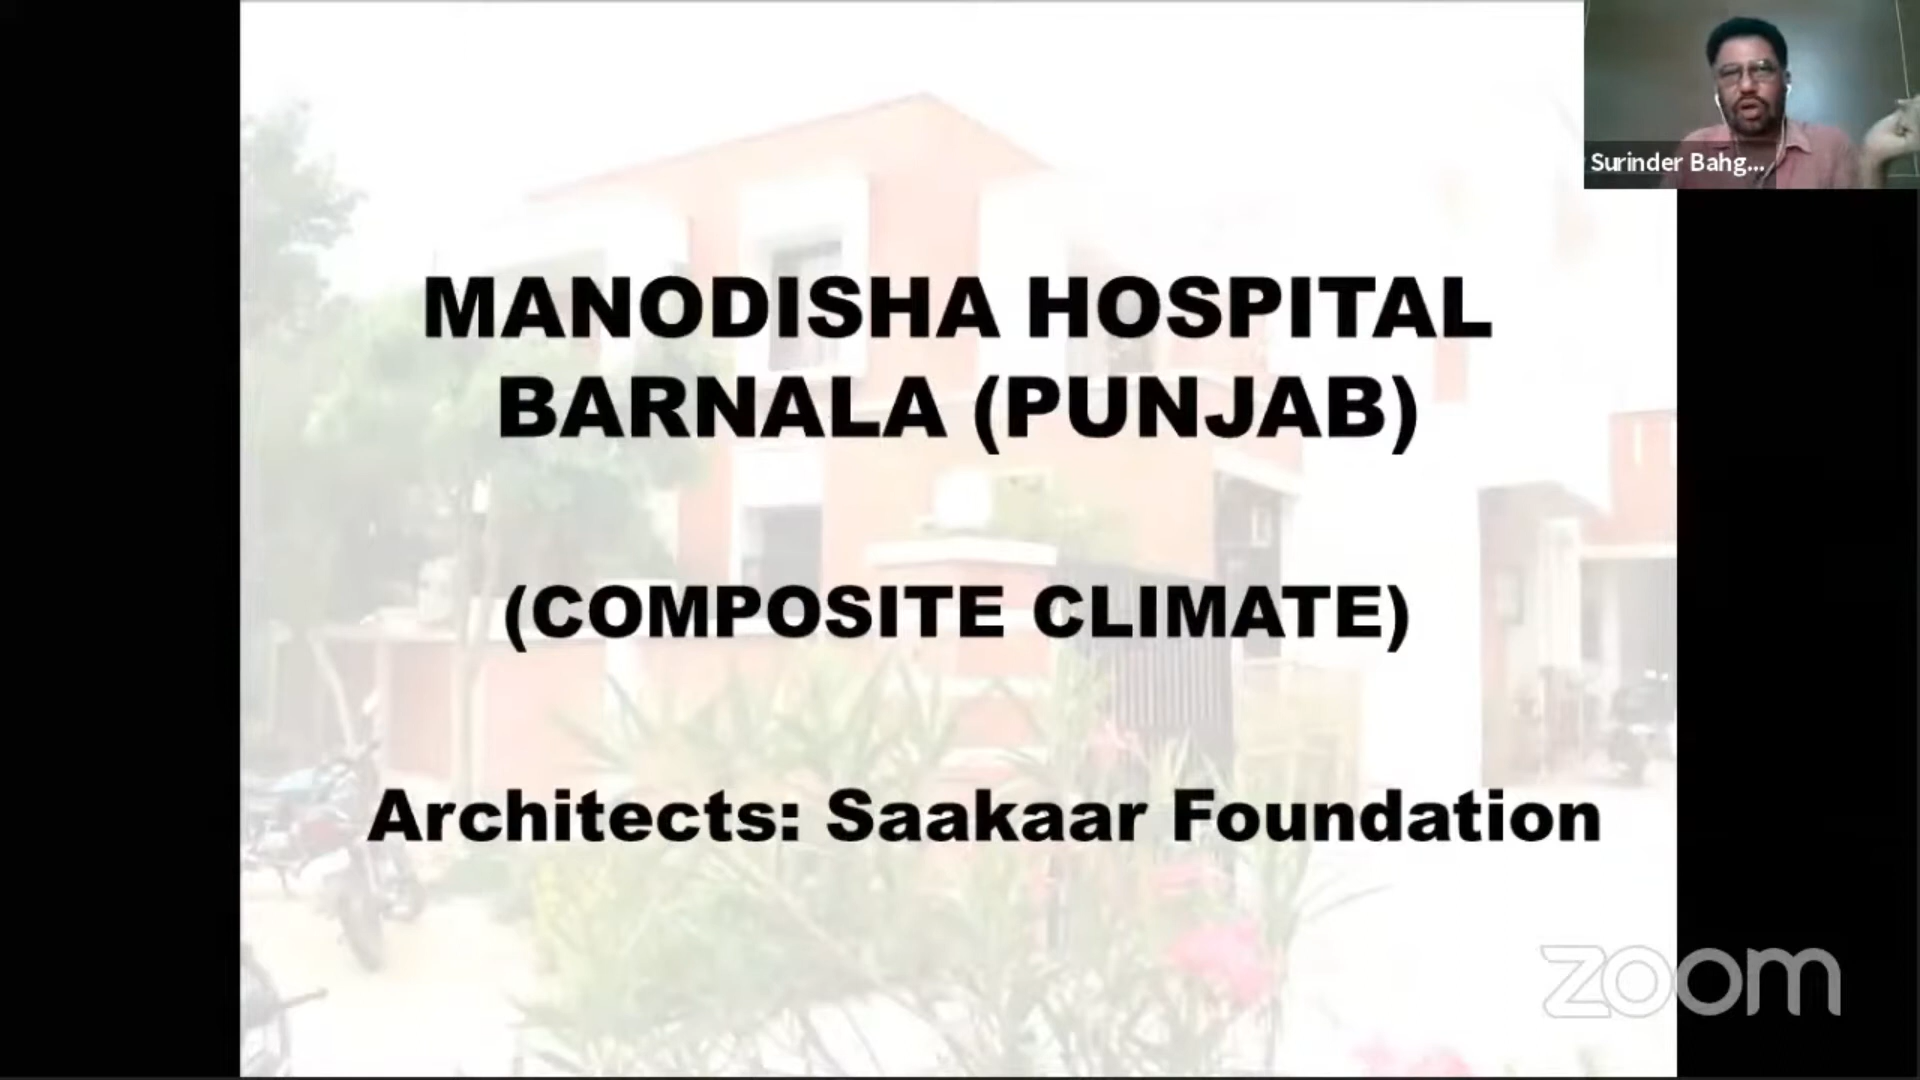 Surinder Bahg...
MANODISHA HOSPITAL
BARNALA (PUNJAB)
(COMPOSITE CLIMATE)
Architects: Saakaar Foundation
zoom